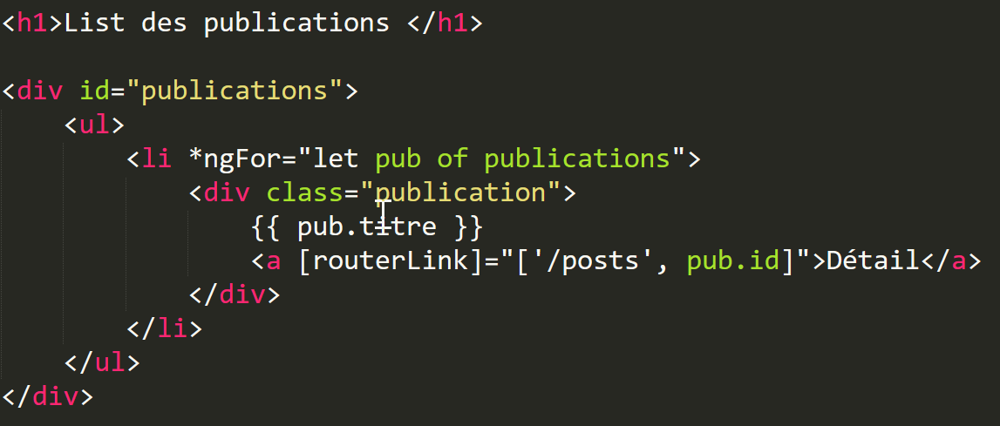 <h1>List des publications </h1>
<div id="publications">
<ul>
<li *ngFor="let pub of publications">
<div class="publication">
{{ pub.titre }}
<a [routerLink]="['/posts', pub.id]">Détail</a>
</div>
</li>
</ul>
</div>